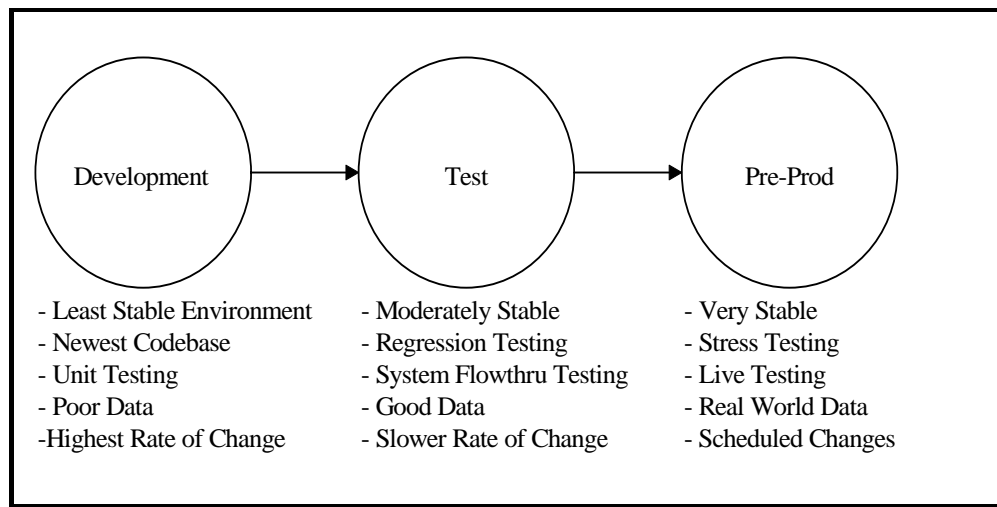 Development
Test
Pre-Prod
- Least Stable Environment
- Newest Codebase
- Unit Testing
- Poor Data
-Highest Rate of Change
- Moderately Stable
- Regression Testing
- System Flowthru Testing
- Good Data
- Slower Rate of Change
- Very Stable
- Stress Testing
- Live Testing
- Real World Data
- Scheduled Changes